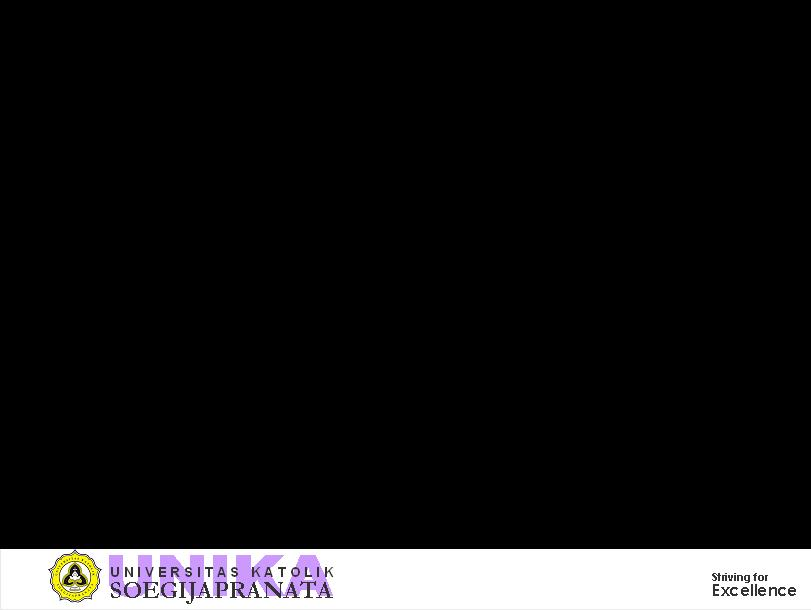 UNIKA
UNIVERSITAS KATOLIK
SOEGIJAPRANATA
Striving for
Excellence